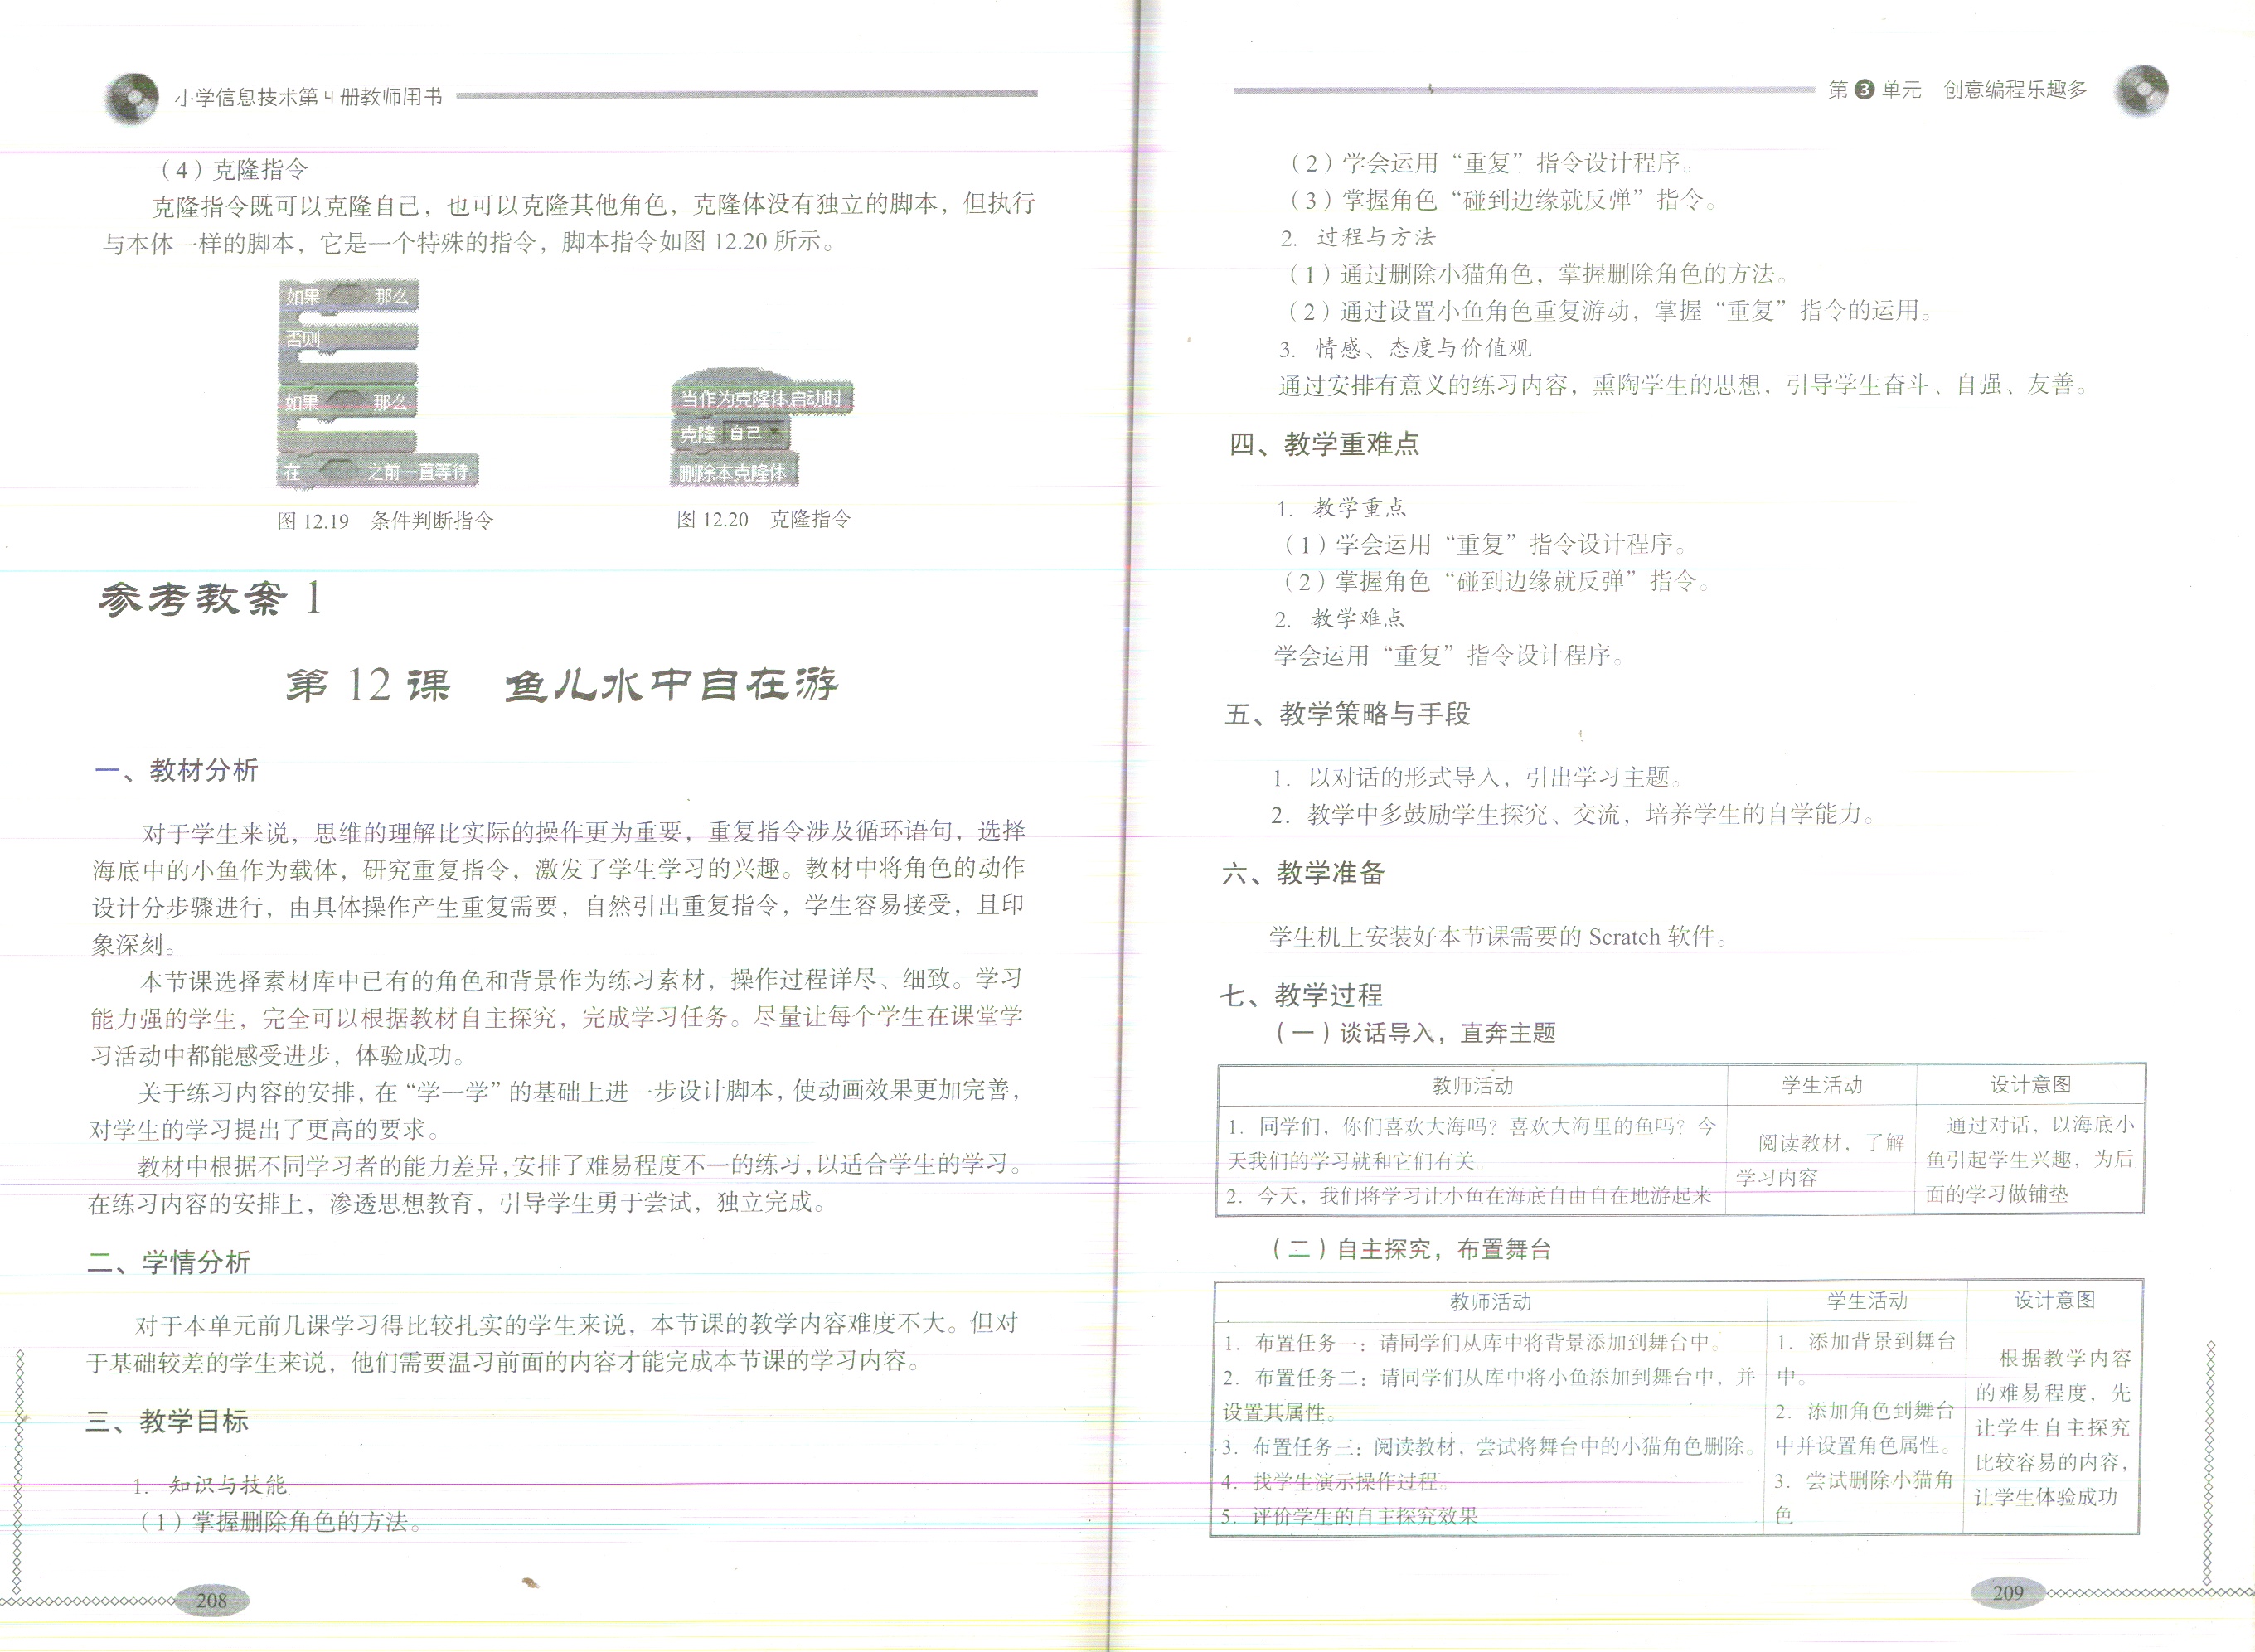 小学信息技术第4册教师用书
（4）克隆指令
克隆指令既可以克隆自己，也可以克隆其他角色，克隆体没有独立的脚本，但执行
与本体一样的脚本，它是一个特殊的指令，脚本指令如图 12.20 所示。
如果 那么
否则
如果 那么
在 之前一直等待
当作为克隆体启动时
克隆 自己
删除本克隆体
图 12.19 条件判断指令
图 12.20 克隆指令
参考教案 1
第 12 课 鱼儿水中自在游
一、教材分析
对于学生来说，思维的理解比实际的操作更为重要，重复指令涉及循环语句，选择
海底中的小鱼作为载体，研究重复指令，激发了学生学习的兴趣。教材中将角色的动作
设计分步骤进行，由具体操作产生重复需要，自然引出重复指令，学生容易接受，且印
象深刻。
本节课选择素材库中已有的角色和背景作为练习素材，操作过程详尽、细致。学习
能力强的学生，完全可以根据教材自主探究，完成学习任务。尽量让每个学生在课堂学
习活动中都能感受进步，体验成功。
关于练习内容的安排，在“学一学”的基础上进一步设计脚本，使动画效果更加完善，
对学生的学习提出了更高的要求。
教材中根据不同学习者的能力差异，安排了难易程度不一的练习，以适合学生的学习。
在练习内容的安排上，渗透思想教育，引导学生勇于尝试，独立完成。
二、学情分析
对于本单元前几课学习得比较扎实的学生来说，本节课的教学内容难度不大。但对
于基础较差的学生来说，他们需要温习前面的内容才能完成本节课的学习内容。
三、教学目标
1. 知识与技能
（1）掌握删除角色的方法。
208
第 3 单元 创意编程乐趣多
（2）学会运用“重复”指令设计程序。
（3）掌握角色“碰到边缘就反弹”指令。
2. 过程与方法
（1）通过删除小猫角色，掌握删除角色的方法。
（2）通过设置小鱼角色重复游动，掌握“重复”指令的运用。
3. 情感、态度与价值观
通过安排有意义的练习内容，熏陶学生的思想，引导学生奋斗、自强、友善。
四、教学重难点
1. 教学重点
（1）学会运用“重复”指令设计程序。
（2）掌握角色“碰到边缘就反弹”指令。
2. 教学难点
学会运用“重复”指令设计程序。
五、教学策略与手段
1. 以对话的形式导入，引出学习主题。
2. 教学中多鼓励学生探究、交流，培养学生的自学能力。
六、教学准备
学生机上安装好本节课需要的 Scratch 软件。
七、教学过程
（一）谈话导入，直奔主题
教师活动 学生活动 设计意图
1. 同学们，你们喜欢大海吗？喜欢大海里的鱼吗？今
天我们的学习就和它们有关。
2. 今天，我们将学习让小鱼在海底自由自在地游起来
阅读教材，了解
学习内容
通过对话，以海底小
鱼引起学生兴趣，为后
面的学习做铺垫
（二）自主探究，布置舞台
教师活动 学生活动 设计意图
1. 布置任务一：请同学们从库中将背景添加到舞台中。
2. 布置任务二：请同学们从库中将小鱼添加到舞台中，并
设置其属性。
3. 布置任务三：阅读教材，尝试将舞台中的小猫角色删除。
4. 找学生演示操作过程。
5. 评价学生的自主探究效果
1. 添加背景到舞台
中。
2. 添加角色到舞台
中并设置角色属性。
3. 尝试删除小猫角
色
根据教学内容
的难易程度，先
让学生自主探究
比较容易的内容，
让学生体验成功
209